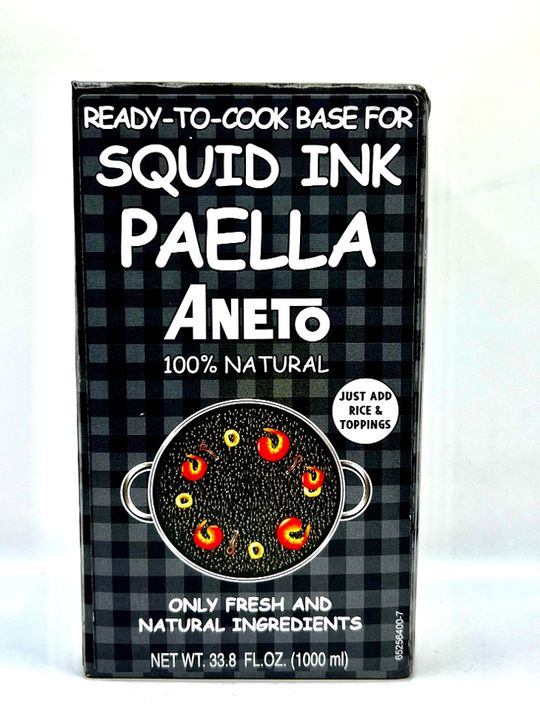 READY-TO-COOK BASE FOR
SQUID INK
PAELLA
ANETO
100% NATURAL
JUST ADD
RICE &
TOPPINGS
ONLY FRESH AND
NATURAL INGREDIENTS
NET WT. 33.8 FL.OZ. (1000 ml)
65256400-7